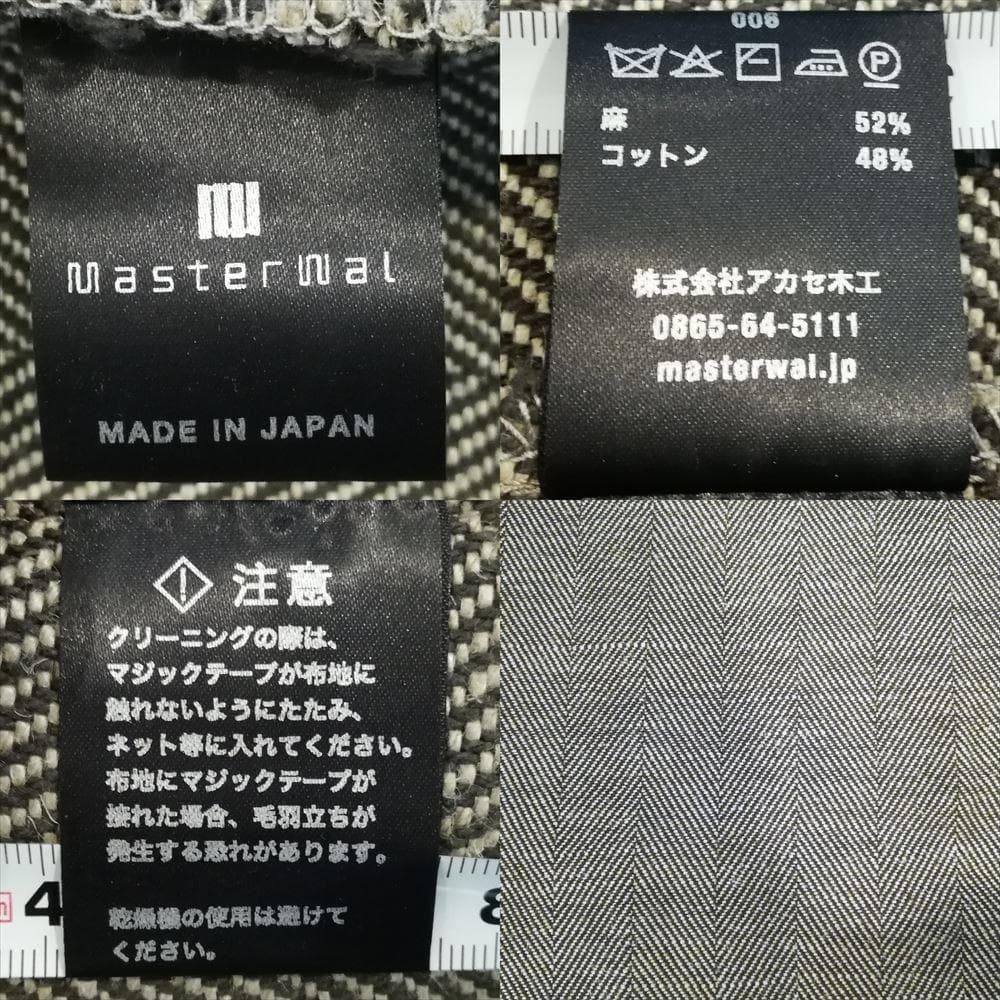 masterwal
MADE IN JAPAN
006
P
麻 52%
コットン 48%
株式会社アカセ木工
0865-64-5111
masterwal.jp
注意
クリーニングの際は、
マジックテープが布地に
触れないようにたたみ、
ネット等に入れてください。
布地にマジックテープが
接れた場合、毛羽立ちが
発生する恐れがあります。
乾燥機の使用は避けて
ください。
4
8